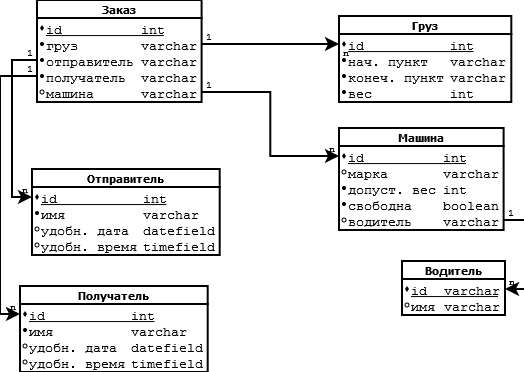 Заказ
id int
груз varchar
отправитель varchar
получатель varchar
машина varchar
1
1
1
1
Груз
id int
n
нач. пункт varchar
конеч. пункт varchar
вес int
Машина
n
id int
марка varchar
допуст. вес int
свободна boolean
водитель varchar
1
Отправитель
n
id int
имя varchar
удобн. дата datefield
удобн. время timefield
Водитель
id varchar
n
имя varchar
Получатель
n
id int
имя varchar
удобн. дата datefield
удобн. время timefield